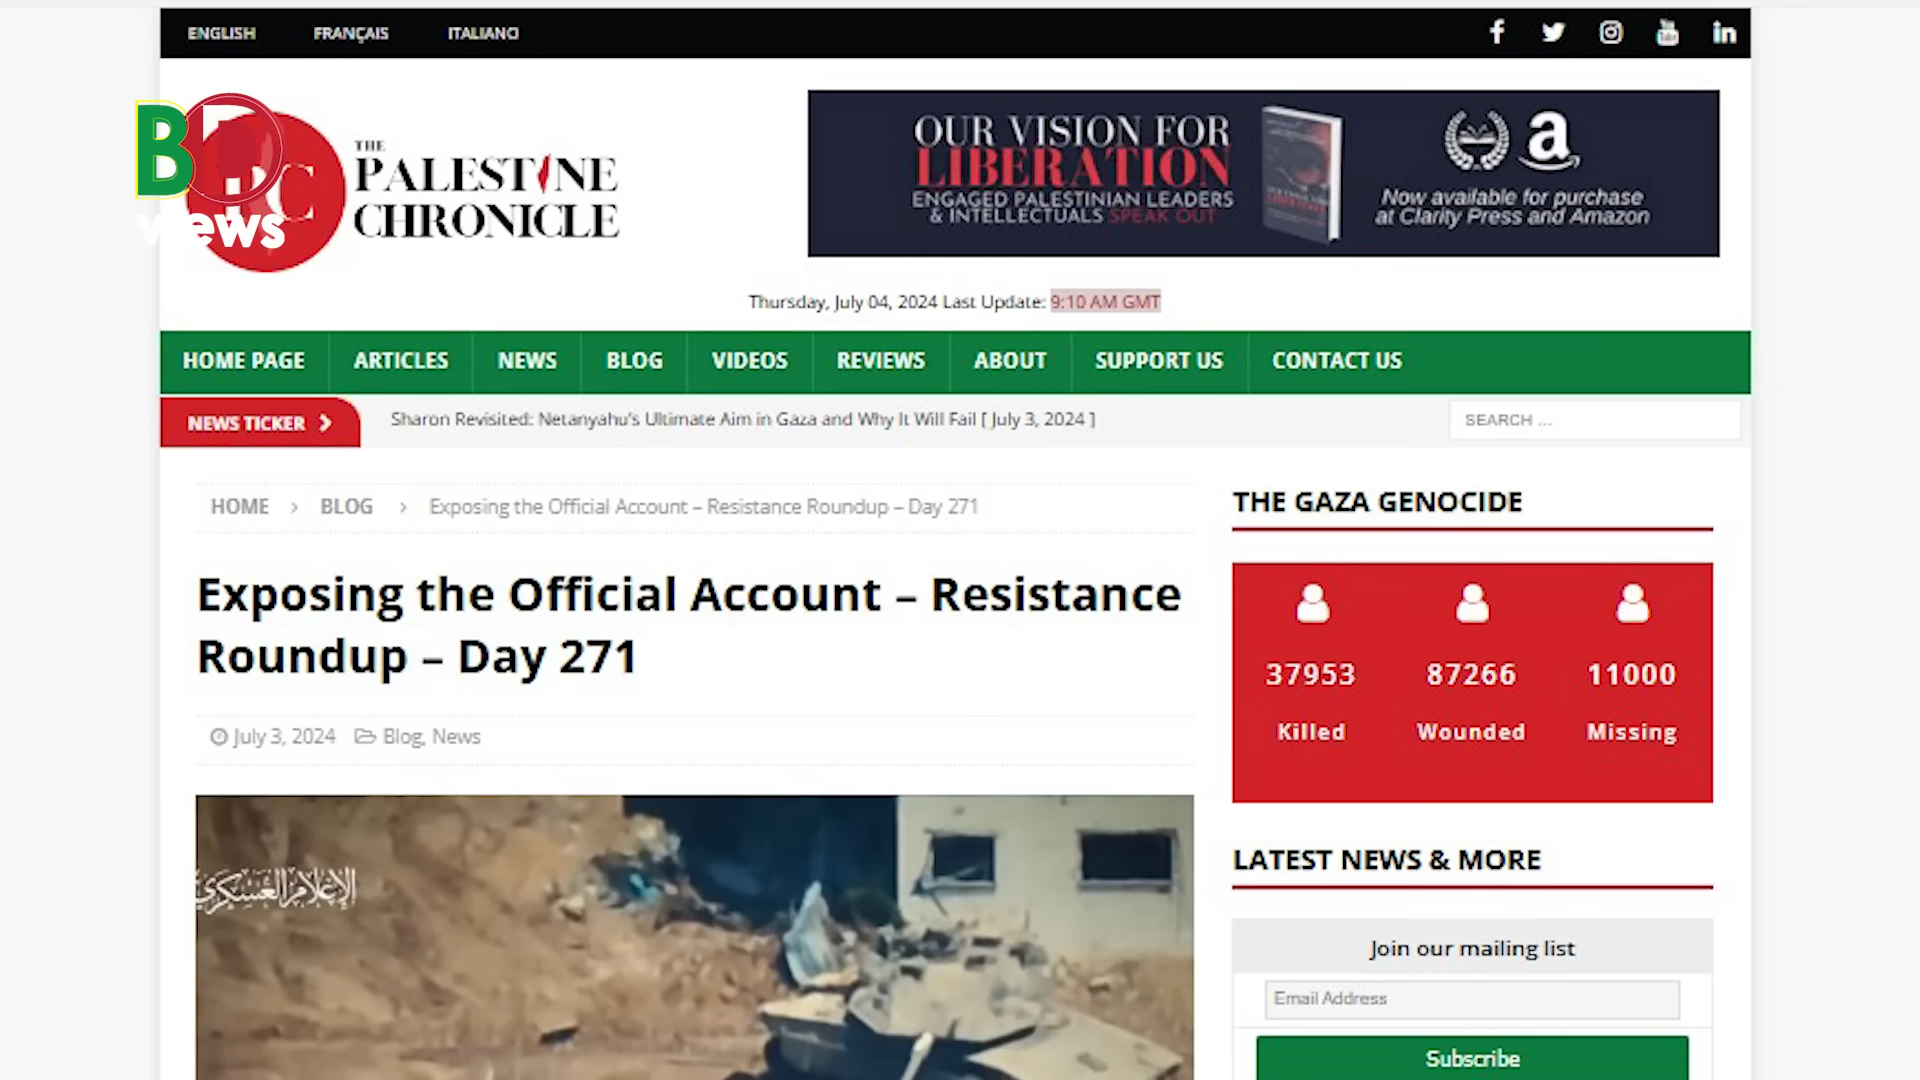 ENGLISH FRANÇAIS ITALIANO
BD
views
THE
PALESTINE
CHRONICLE
OUR VISION FOR
LIBERATION
ENGAGED PALESTINIAN LEADERS
& INTELLECTUALS SPEAK OUT
Now available for purchase
at Clarity Press and Amazon
Thursday, July 04, 2024 Last Update: 9:10 AM GMT
HOME PAGE ARTICLES NEWS BLOG VIDEOS REVIEWS ABOUT SUPPORT US CONTACT US
NEWS TICKER
Sharon Revisited: Netanyahu's Ultimate Aim in Gaza and Why It Will Fail [ July 3, 2024 ]
SEARCH ...
HOME > BLOG > Exposing the Official Account – Resistance Roundup – Day 271
Exposing the Official Account – Resistance
Roundup – Day 271
July 3, 2024 Blog, News
الإعلام العسكري
THE GAZA GENOCIDE
37953 87266 11000
Killed Wounded Missing
LATEST NEWS & MORE
Join our mailing list
Email Address
Subscribe